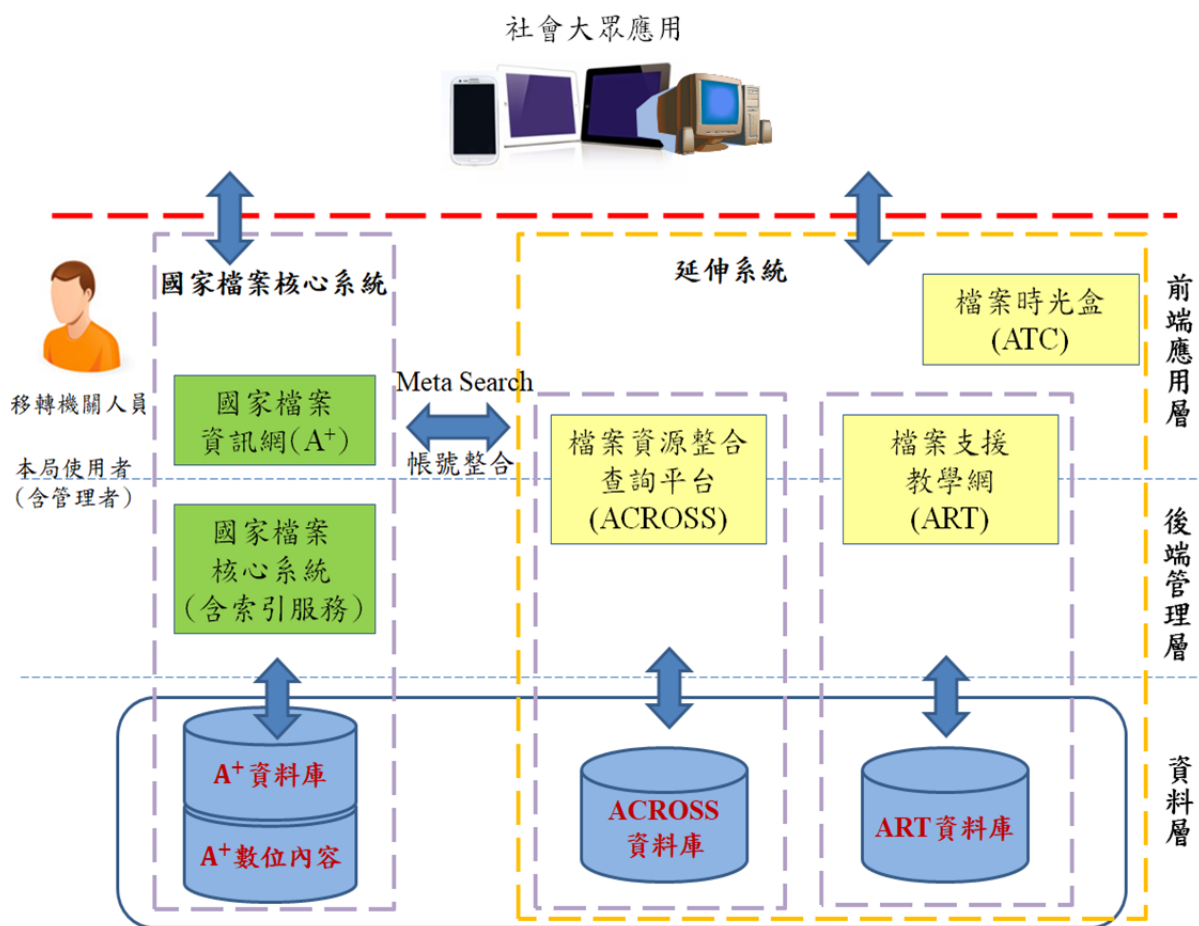 社會大眾應用
國家檔案核心系統
延伸系統
檔案時光盒
(ATC)
前端應用層
移轉機關人員
本局使用者
（含管理者）
國家檔案
資訊網(A+)
Meta Search
帳號整合
檔案資源整合
查詢平台
(ACROSS)
檔案支援
教學網
(ART)
國家檔案
核心系統
（含索引服務）
後端管理層
A+資料庫
A+數位內容
ACROSS
資料庫
ART資料庫
資料層